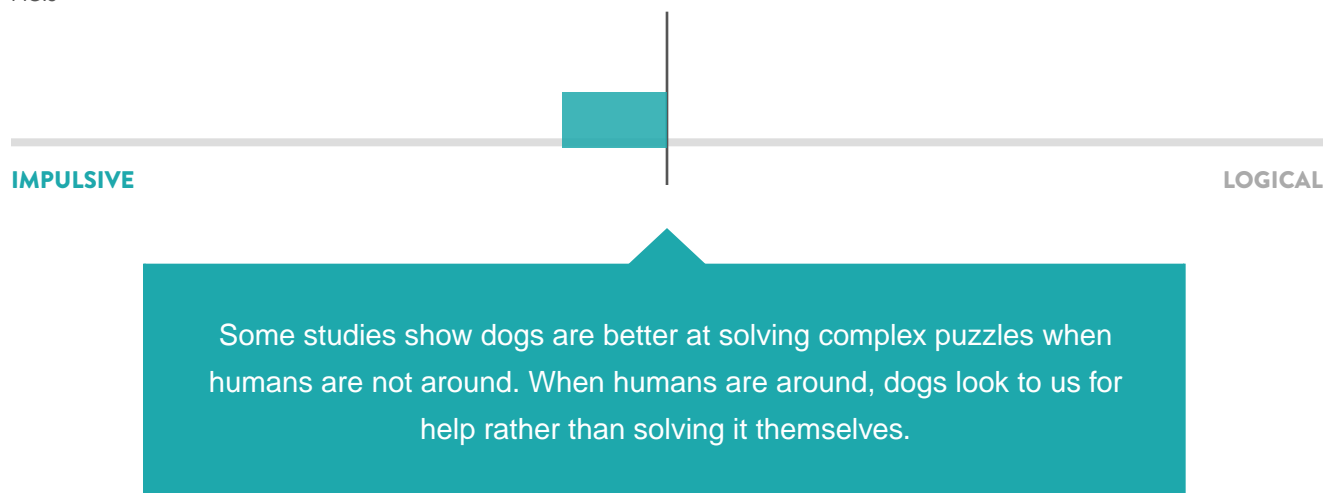 IMPULSIVE
LOGICAL
Some studies show dogs are better at solving complex puzzles when
humans are not around. When humans are around, dogs look to us for
help rather than solving it themselves.